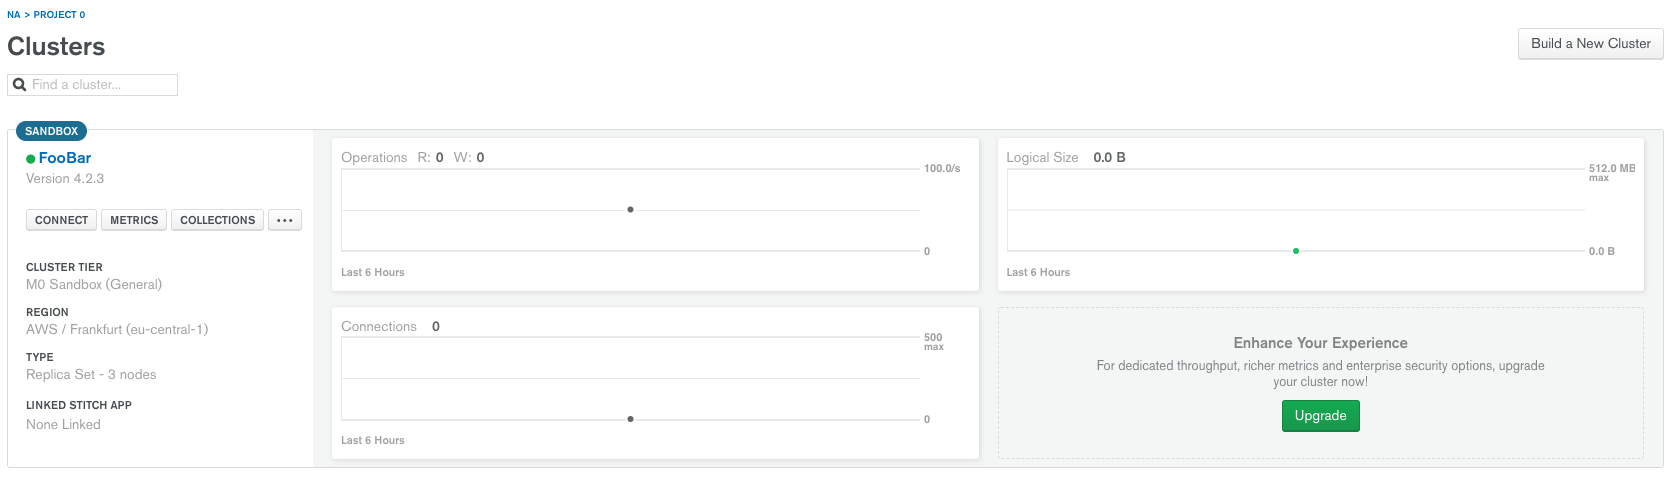 NA > PROJECT 0
Clusters
Build a New Cluster
Find a cluster...
SANDBOX
FooBar
Version 4.2.3
CONNECT METRICS COLLECTIONS ...
CLUSTER TIER
M0 Sandbox (General)
REGION
AWS / Frankfurt (eu-central-1)
TYPE
Replica Set - 3 nodes
LINKED STITCH APP
None Linked
Operations R: 0 W: 0
100.0/s
0
Last 6 Hours
Logical Size 0.0 B
512.0 MB
max
0.0 B
Last 6 Hours
Connections 0
500
max
0
Last 6 Hours
Enhance Your Experience
For dedicated throughput, richer metrics and enterprise security options, upgrade
your cluster now!
Upgrade